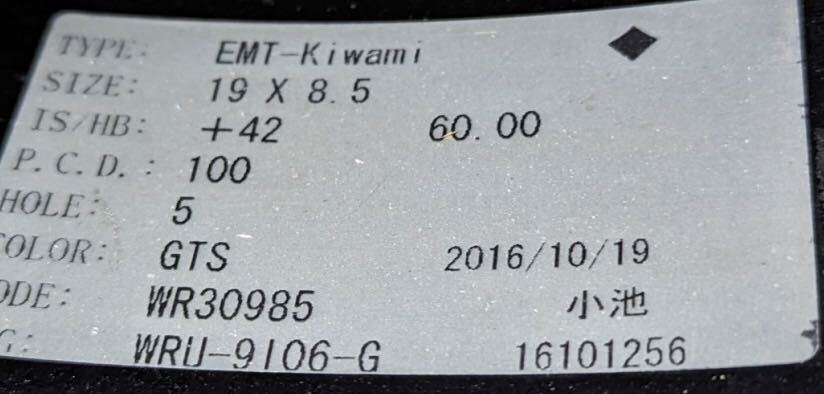 TYPE: EMT-Kiwami
SIZE: 19 X 8.5
IS/HB: +42 60.00
P.C.D.: 100
HOLE: 5
COLOR: GTS 2016/10/19
ODE: WR30985 小池
G: WRU-9106-G 16101256